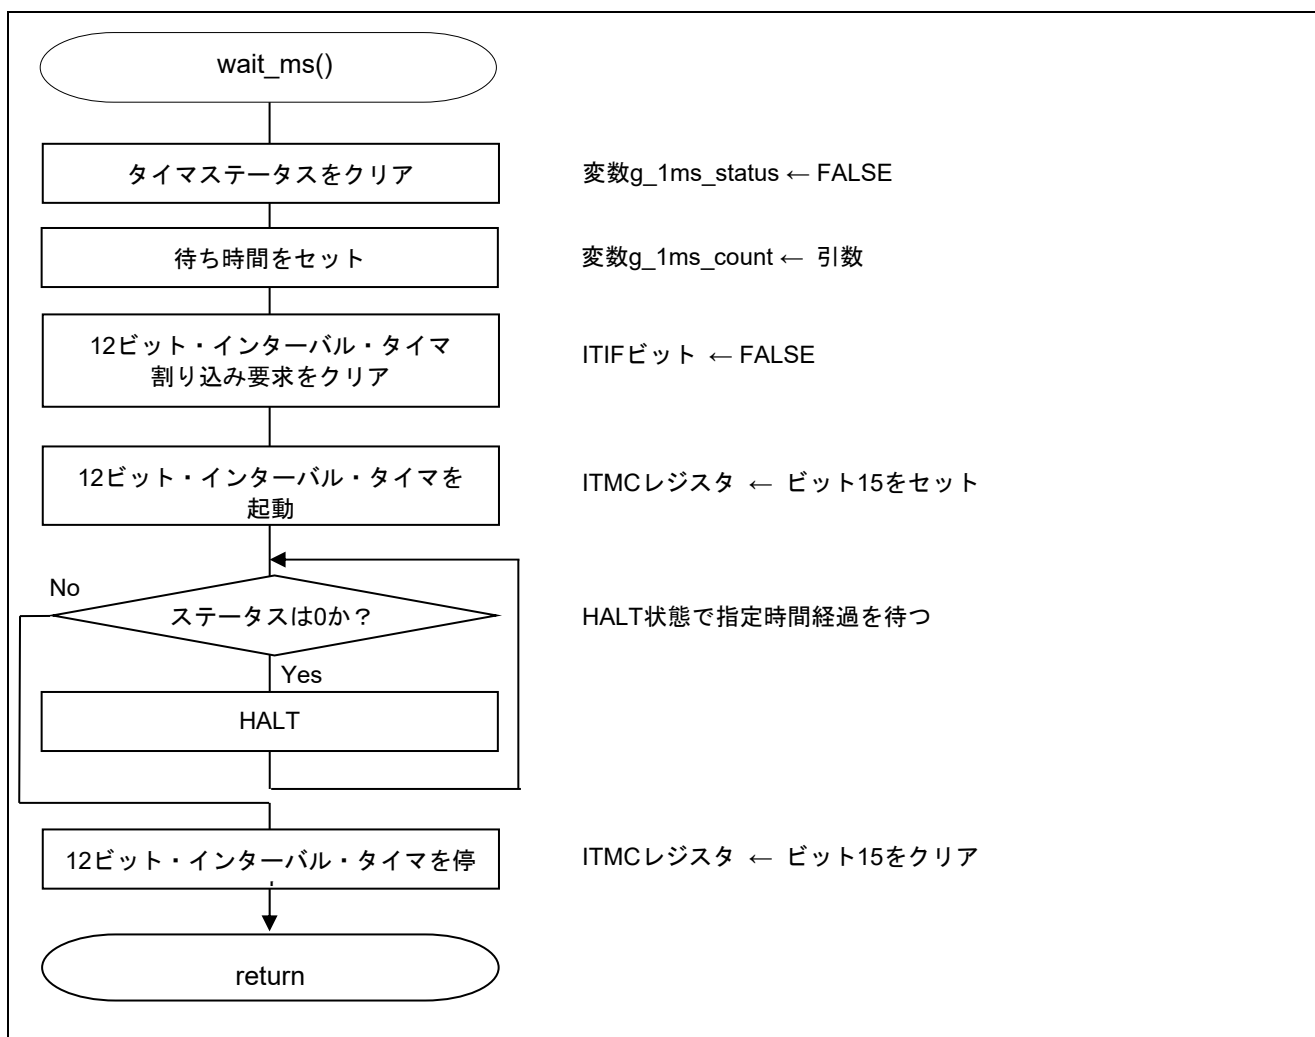 wait_ms()
タイマステータスをクリア
変数g_1ms_status ← FALSE
待ち時間をセット
変数g_1ms_count ← 引数
12ビット・インターバル・タイマ
割り込み要求をクリア
ITIFビット ← FALSE
12ビット・インターバル・タイマを
起動
ITMCレジスタ ← ビット15をセット
No
ステータスは0か？
HALT状態で指定時間経過を待つ
Yes
HALT
12ビット・インターバル・タイマを停
ITMCレジスタ ← ビット15をクリア
return